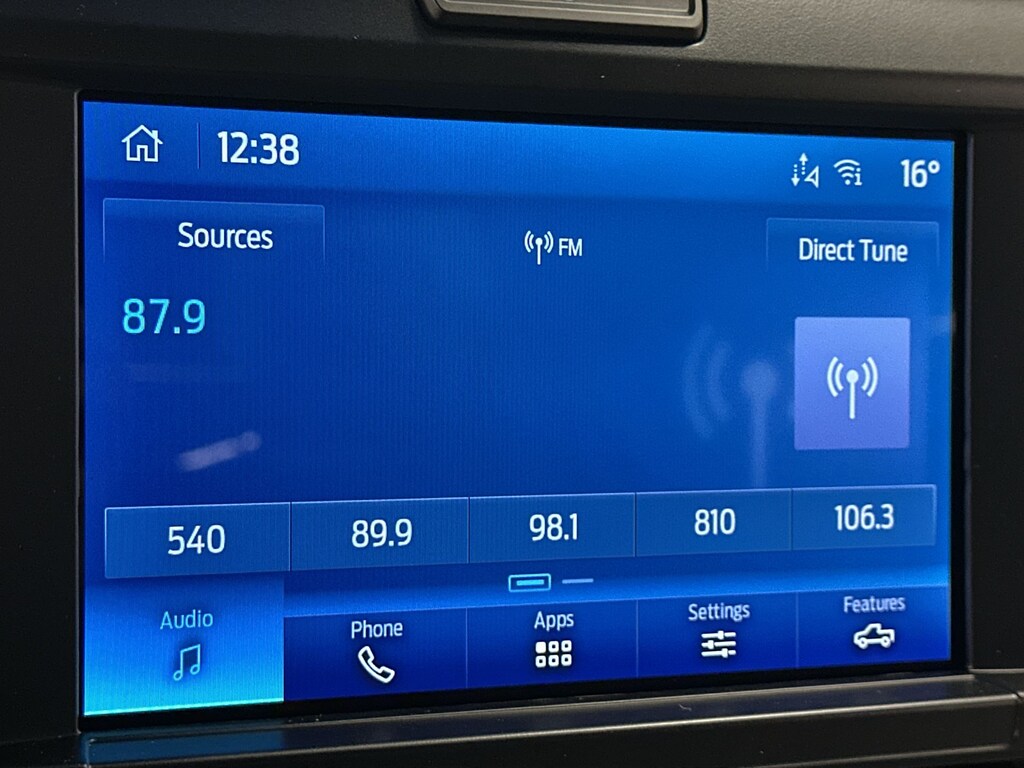 12:38
16°
Sources
FM
Direct Tune
87.9
540
89.9
98.1
810
106.3
Audio
Phone
Apps
Settings
Features